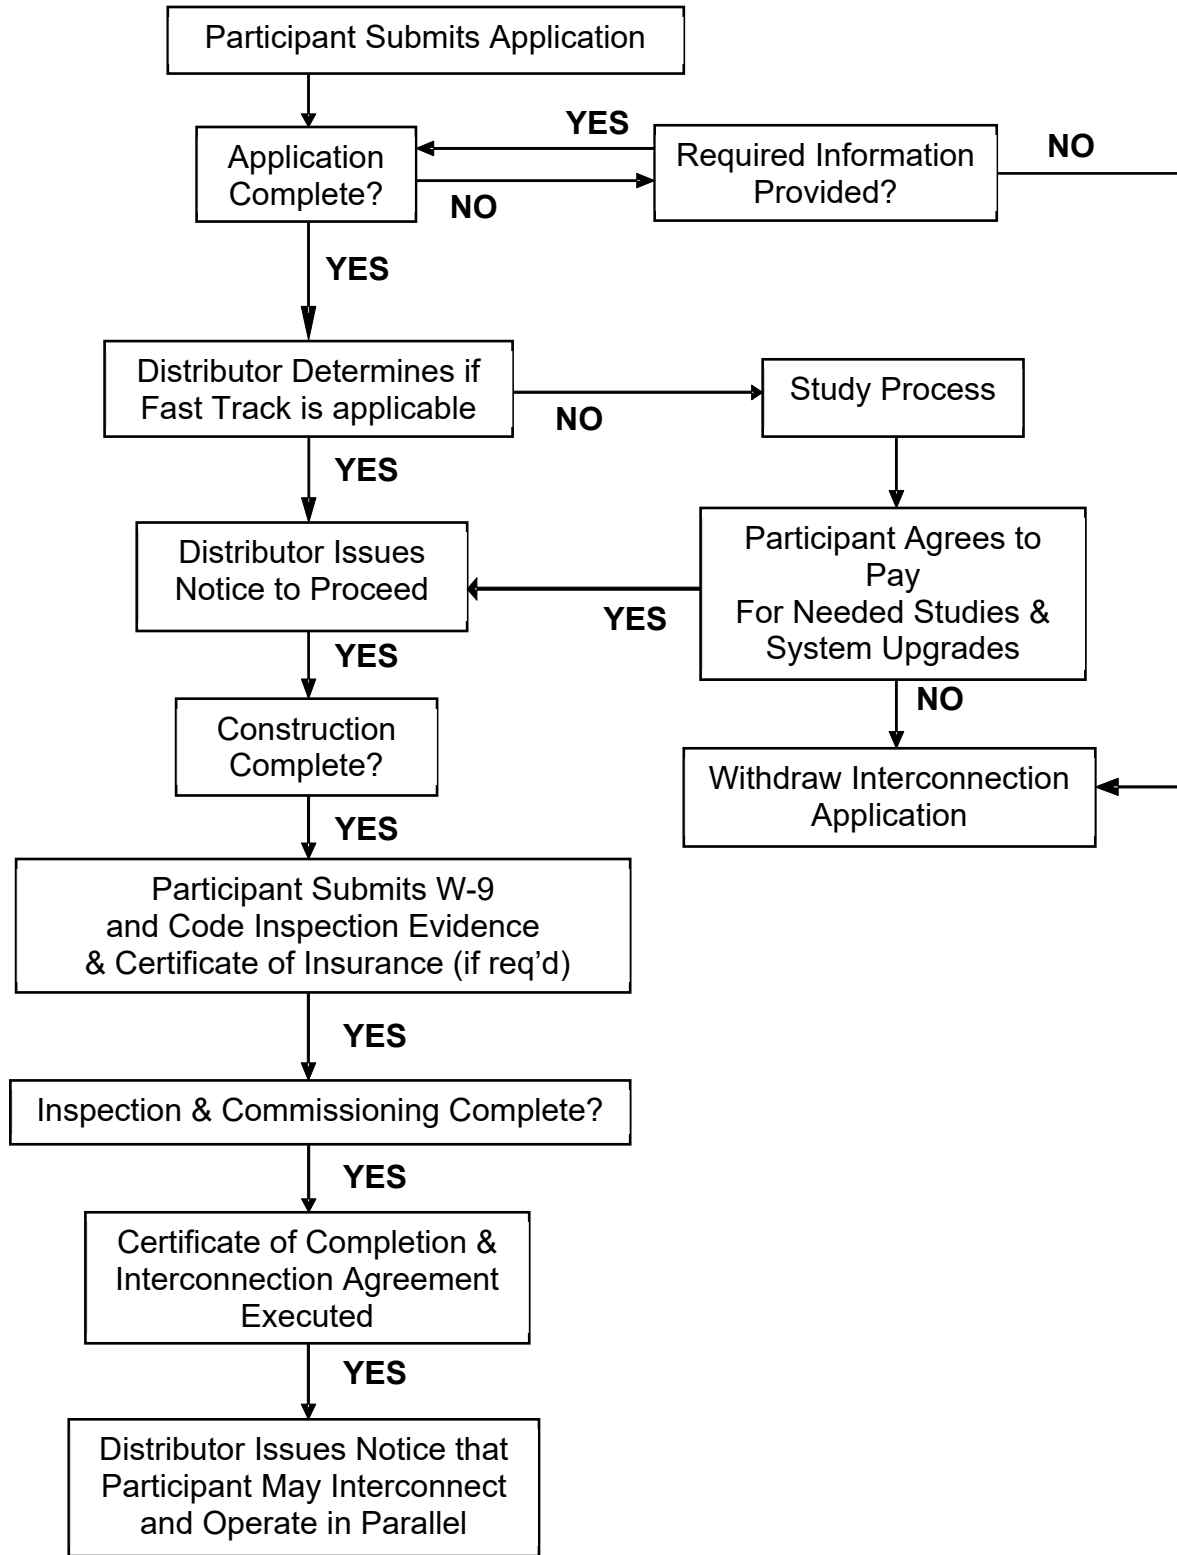 Participant Submits Application
YES
Application
Complete?
Required Information
Provided?
NO
NO
YES
Distributor Determines if
Fast Track is applicable
NO
Study Process
YES
Distributor Issues
Notice to Proceed
YES
Participant Agrees to
Pay
For Needed Studies &
System Upgrades
YES
NO
Construction
Complete?
Withdraw Interconnection
Application
YES
Participant Submits W-9
and Code Inspection Evidence
& Certificate of Insurance (if req’d)
YES
Inspection & Commissioning Complete?
YES
Certificate of Completion &
Interconnection Agreement
Executed
YES
Distributor Issues Notice that
Participant May Interconnect
and Operate in Parallel